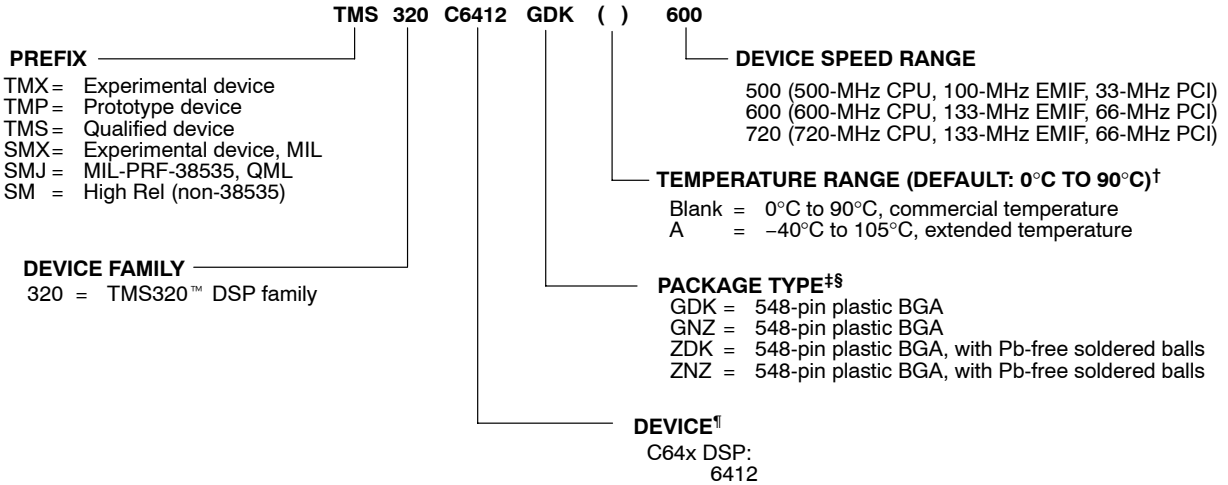 TMS 320 C6412 GDK ( ) 600
PREFIX
TMX = Experimental device
TMP = Prototype device
TMS = Qualified device
SMX = Experimental device, MIL
SMJ = MIL-PRF-38535, QML
SM = High Rel (non-38535)
DEVICE SPEED RANGE
500 (500-MHz CPU, 100-MHz EMIF, 33-MHz PCI)
600 (600-MHz CPU, 133-MHz EMIF, 66-MHz PCI)
720 (720-MHz CPU, 133-MHz EMIF, 66-MHz PCI)
TEMPERATURE RANGE (DEFAULT: 0°C TO 90°C)†
Blank = 0°C to 90°C, commercial temperature
A = −40°C to 105°C, extended temperature
DEVICE FAMILY
320 = TMS320™ DSP family
PACKAGE TYPE‡§
GDK = 548-pin plastic BGA
GNZ = 548-pin plastic BGA
ZDK = 548-pin plastic BGA, with Pb-free soldered balls
ZNZ = 548-pin plastic BGA, with Pb-free soldered balls
DEVICE¶
C64x DSP:
6412